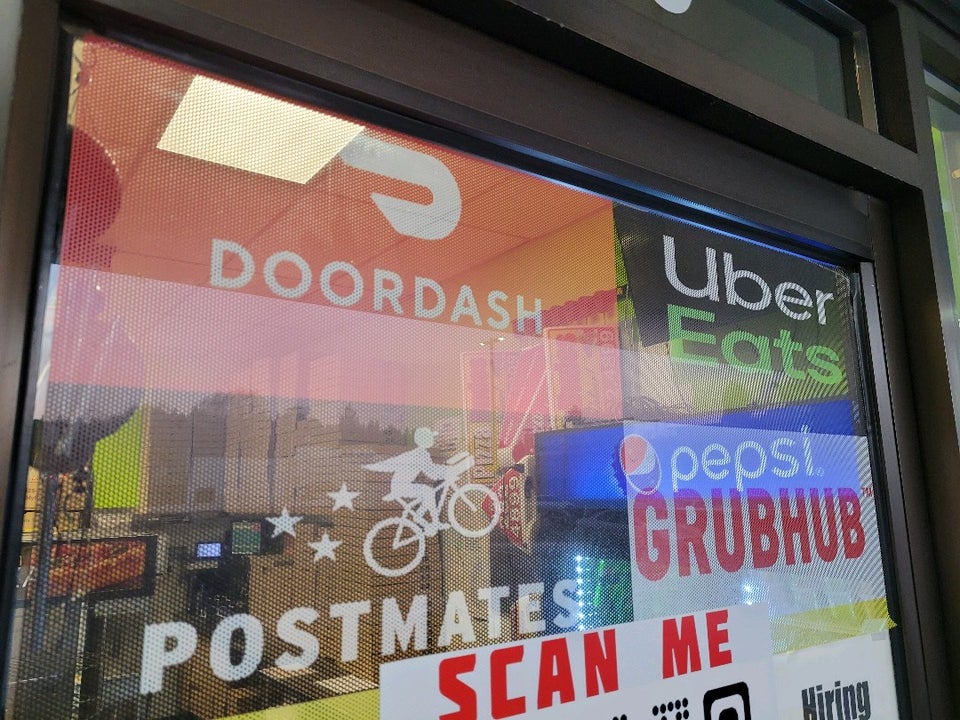 DOORDASH
Uber
Eats
pepsi
GRUBHUB
POSTMATES
SCAN ME
Hiring